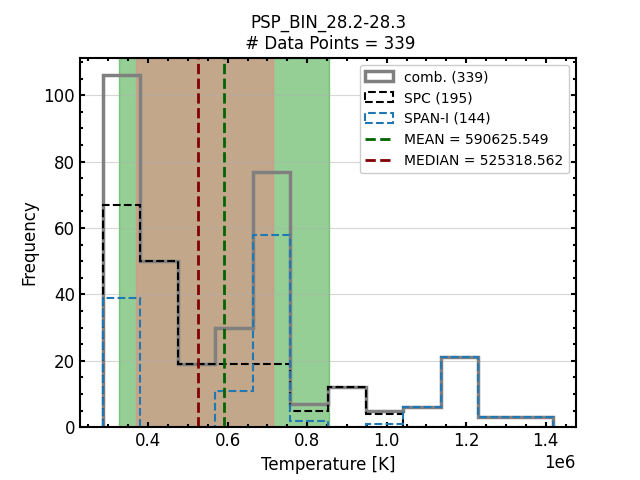 PSP_BIN_28.2-28.3
# Data Points = 339
comb. (339)
SPC (195)
SPAN-I (144)
MEAN = 590625.549
MEDIAN = 525318.562
Frequency
100
80
60
40
20
0
0.4 0.6 0.8 1.0 1.2 1.4
1e6
Temperature [K]